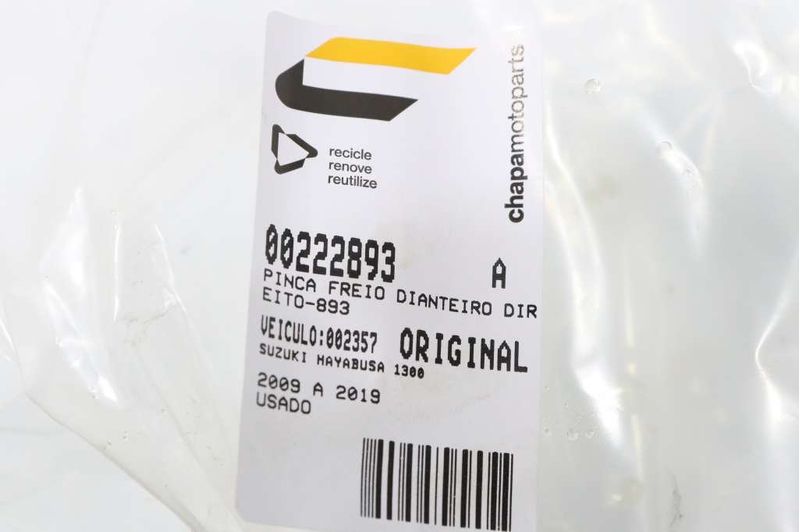 chapamotoparts
recicle
renove
reutilize
00222893 A
PINCA FREIO DIANTEIRO DIR
EITO-893
VEICULO:002357 ORIGINAL
SUZUKI HAYABUSA 1300
2009 A 2019
USADO